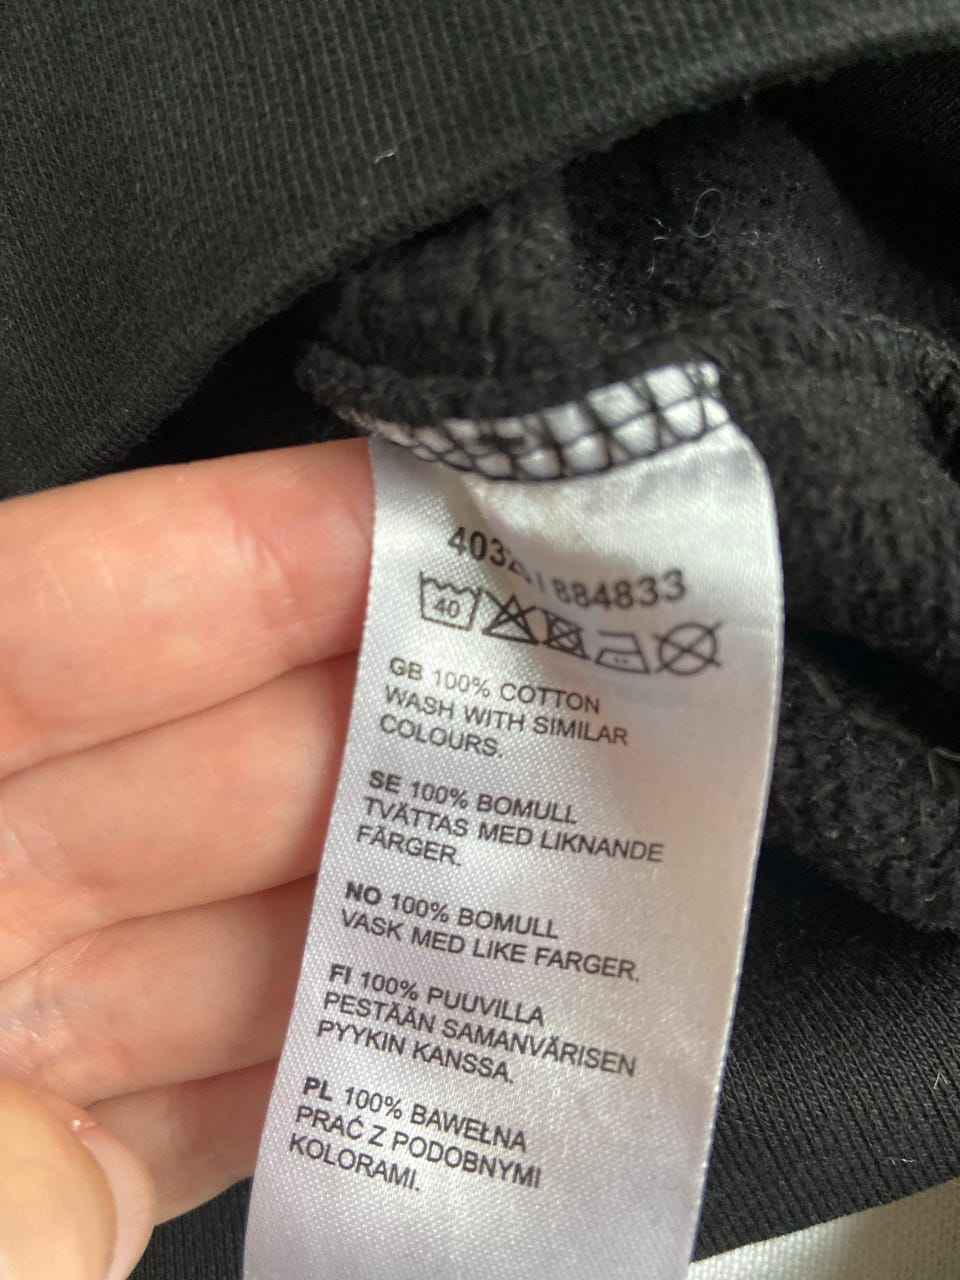 884833
40
GB 100% COTTON
WASH WITH SIMILAR
COLOURS.
SE 100% BOMULL
TVÄTTAS MED LIKNANDE
FÄRGER.
NO 100% BOMULL
VASK MED LIKE FARGER.
FI 100% PUUVILLA
PESTÄÄN SAMANVÄRISEN
PYYKIN KANSSA.
PL 100% BAWEŁNA
PRAĆ Z PODOBNYMI
KOLORAMI.